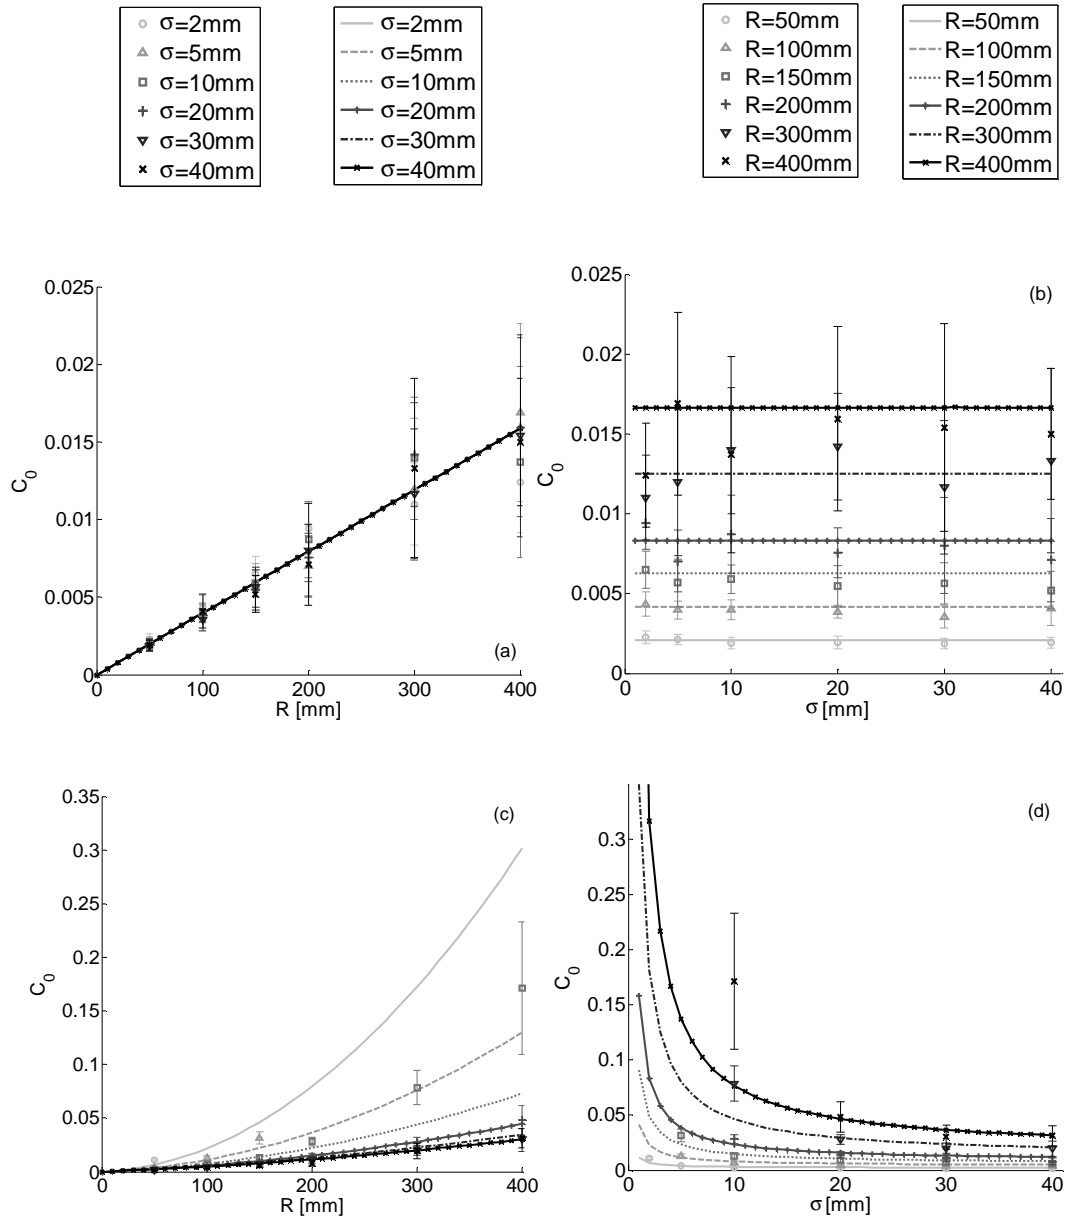 σ=2mm
σ=5mm
σ=10mm
σ=20mm
σ=30mm
σ=40mm
σ=2mm
σ=5mm
σ=10mm
σ=20mm
σ=30mm
σ=40mm
R=50mm
R=100mm
R=150mm
R=200mm
R=300mm
R=400mm
R=50mm
R=100mm
R=150mm
R=200mm
R=300mm
R=400mm
0.025
0.02
0.015
0.01
0.005
0
C0
0 100 200 300 400
R [mm]
(a)
0.025
0.02
0.015
0.01
0.005
0
C0
0 10 20 30 40
σ [mm]
(b)
0.35
0.3
0.25
0.2
0.15
0.1
0.05
0
C0
0 100 200 300 400
R [mm]
(c)
0.3
0.25
0.2
0.15
0.1
0.05
0
C0
0 10 20 30 40
σ [mm]
(d)